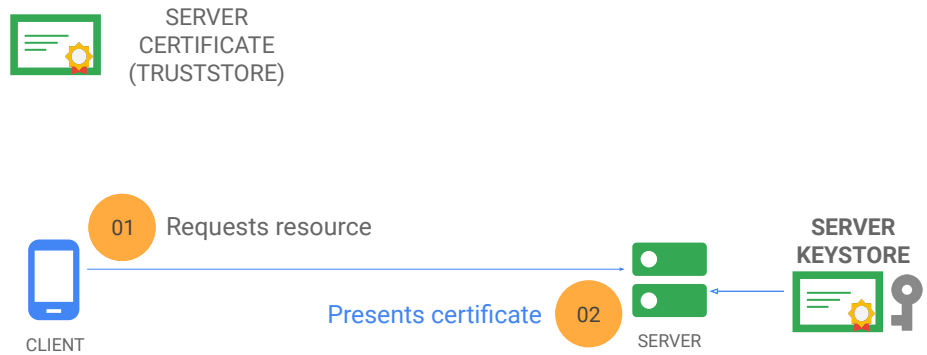 SERVER
CERTIFICATE
(TRUSTSTORE)
01
Requests resource
SERVER
KEYSTORE
Presents certificate
02
CLIENT
SERVER